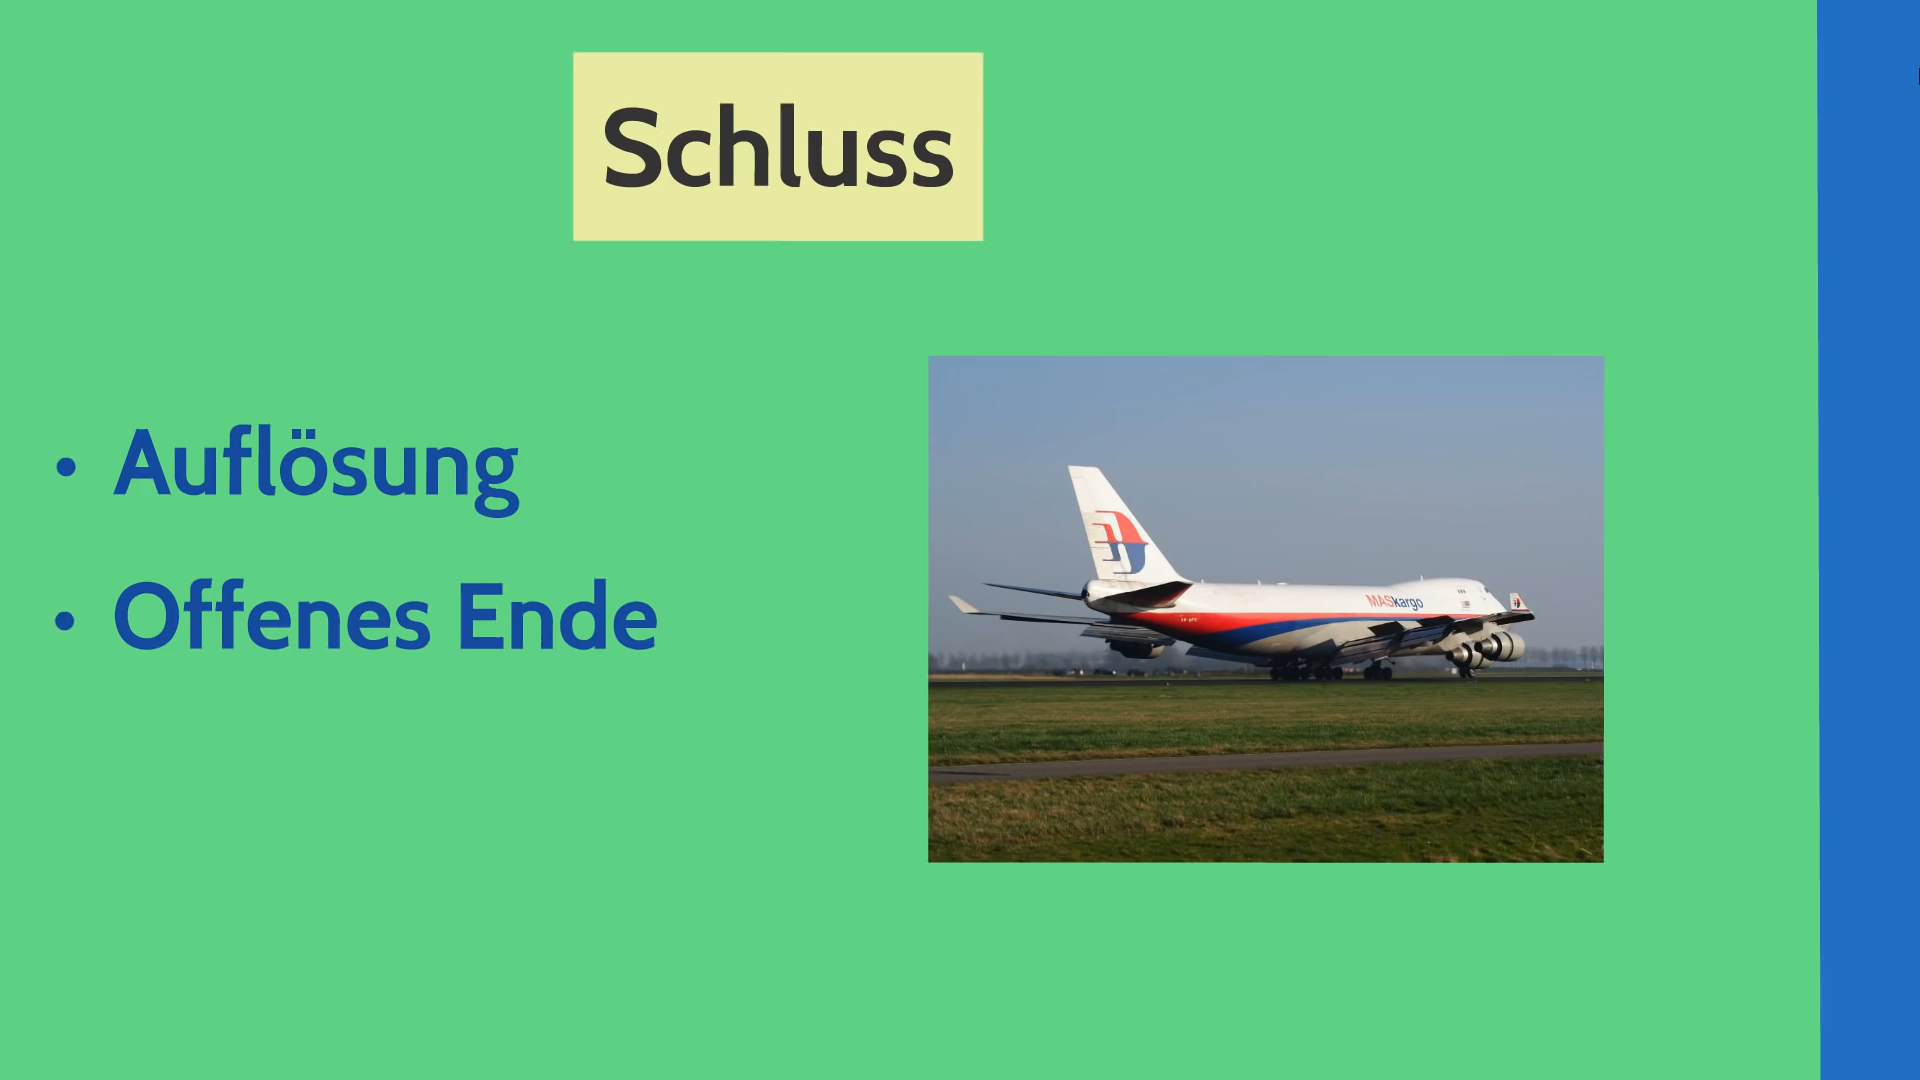 Schluss
• Auflösung
• Offenes Ende
MASkargo